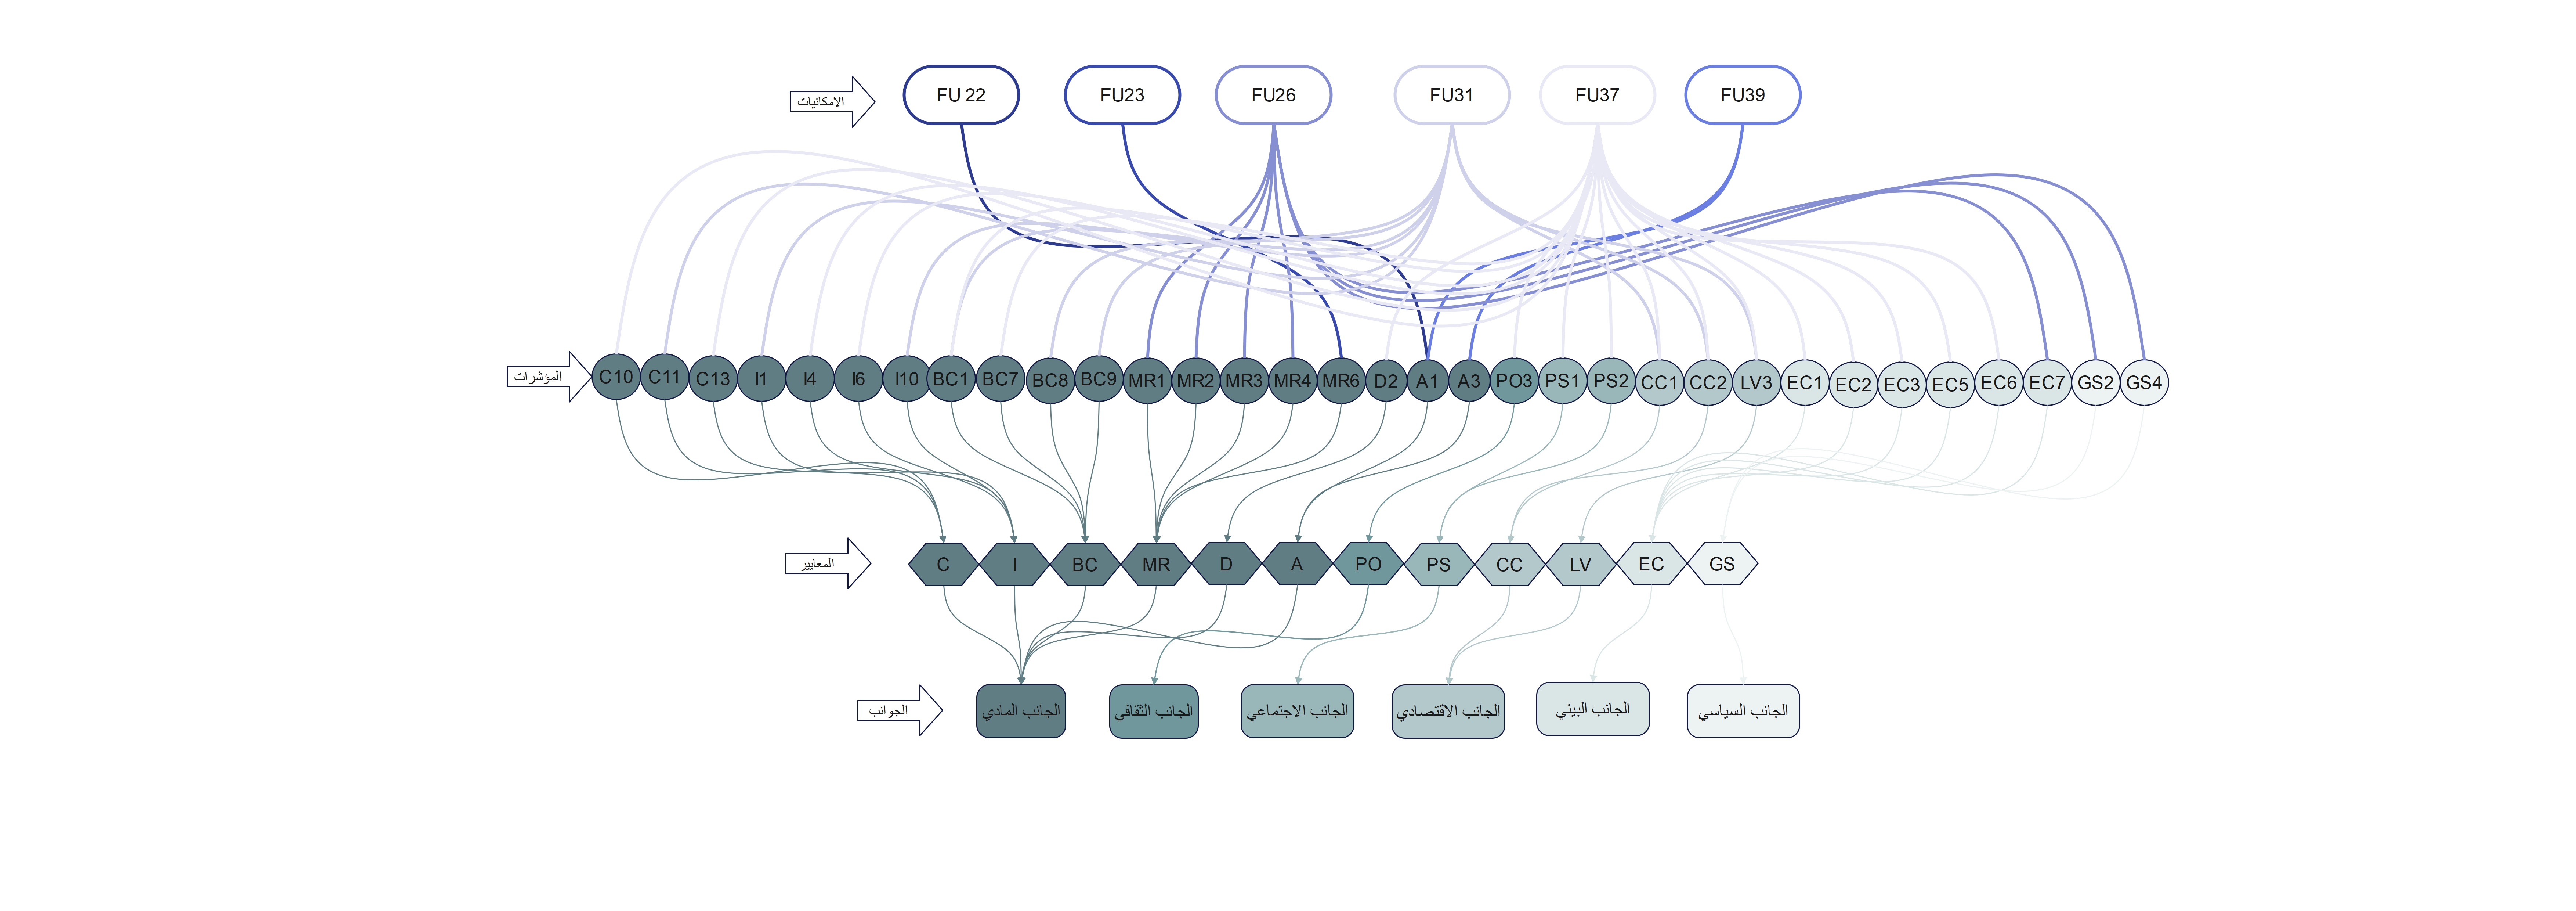 الامكانيات
FU 22
FU23
FU26
FU31
FU37
FU39
المؤشرات
C10
C11
C13
I1
I4
I6
I10
BC1
BC7
BC8
BC9
MR1
MR2
MR3
MR4
MR6
D2
A1
A3
PO3
PS1
PS2
CC1
CC2
LV3
EC1
EC2
EC3
EC5
EC6
EC7
GS2
GS4
المعايير
C
I
BC
MR
D
A
PO
PS
CC
LV
EC
GS
الجوانب
الجانب المادي
الجانب الثقافي
الجانب الاجتماعي
الجانب الاقتصادي
الجانب البيئي
الجانب السياسي